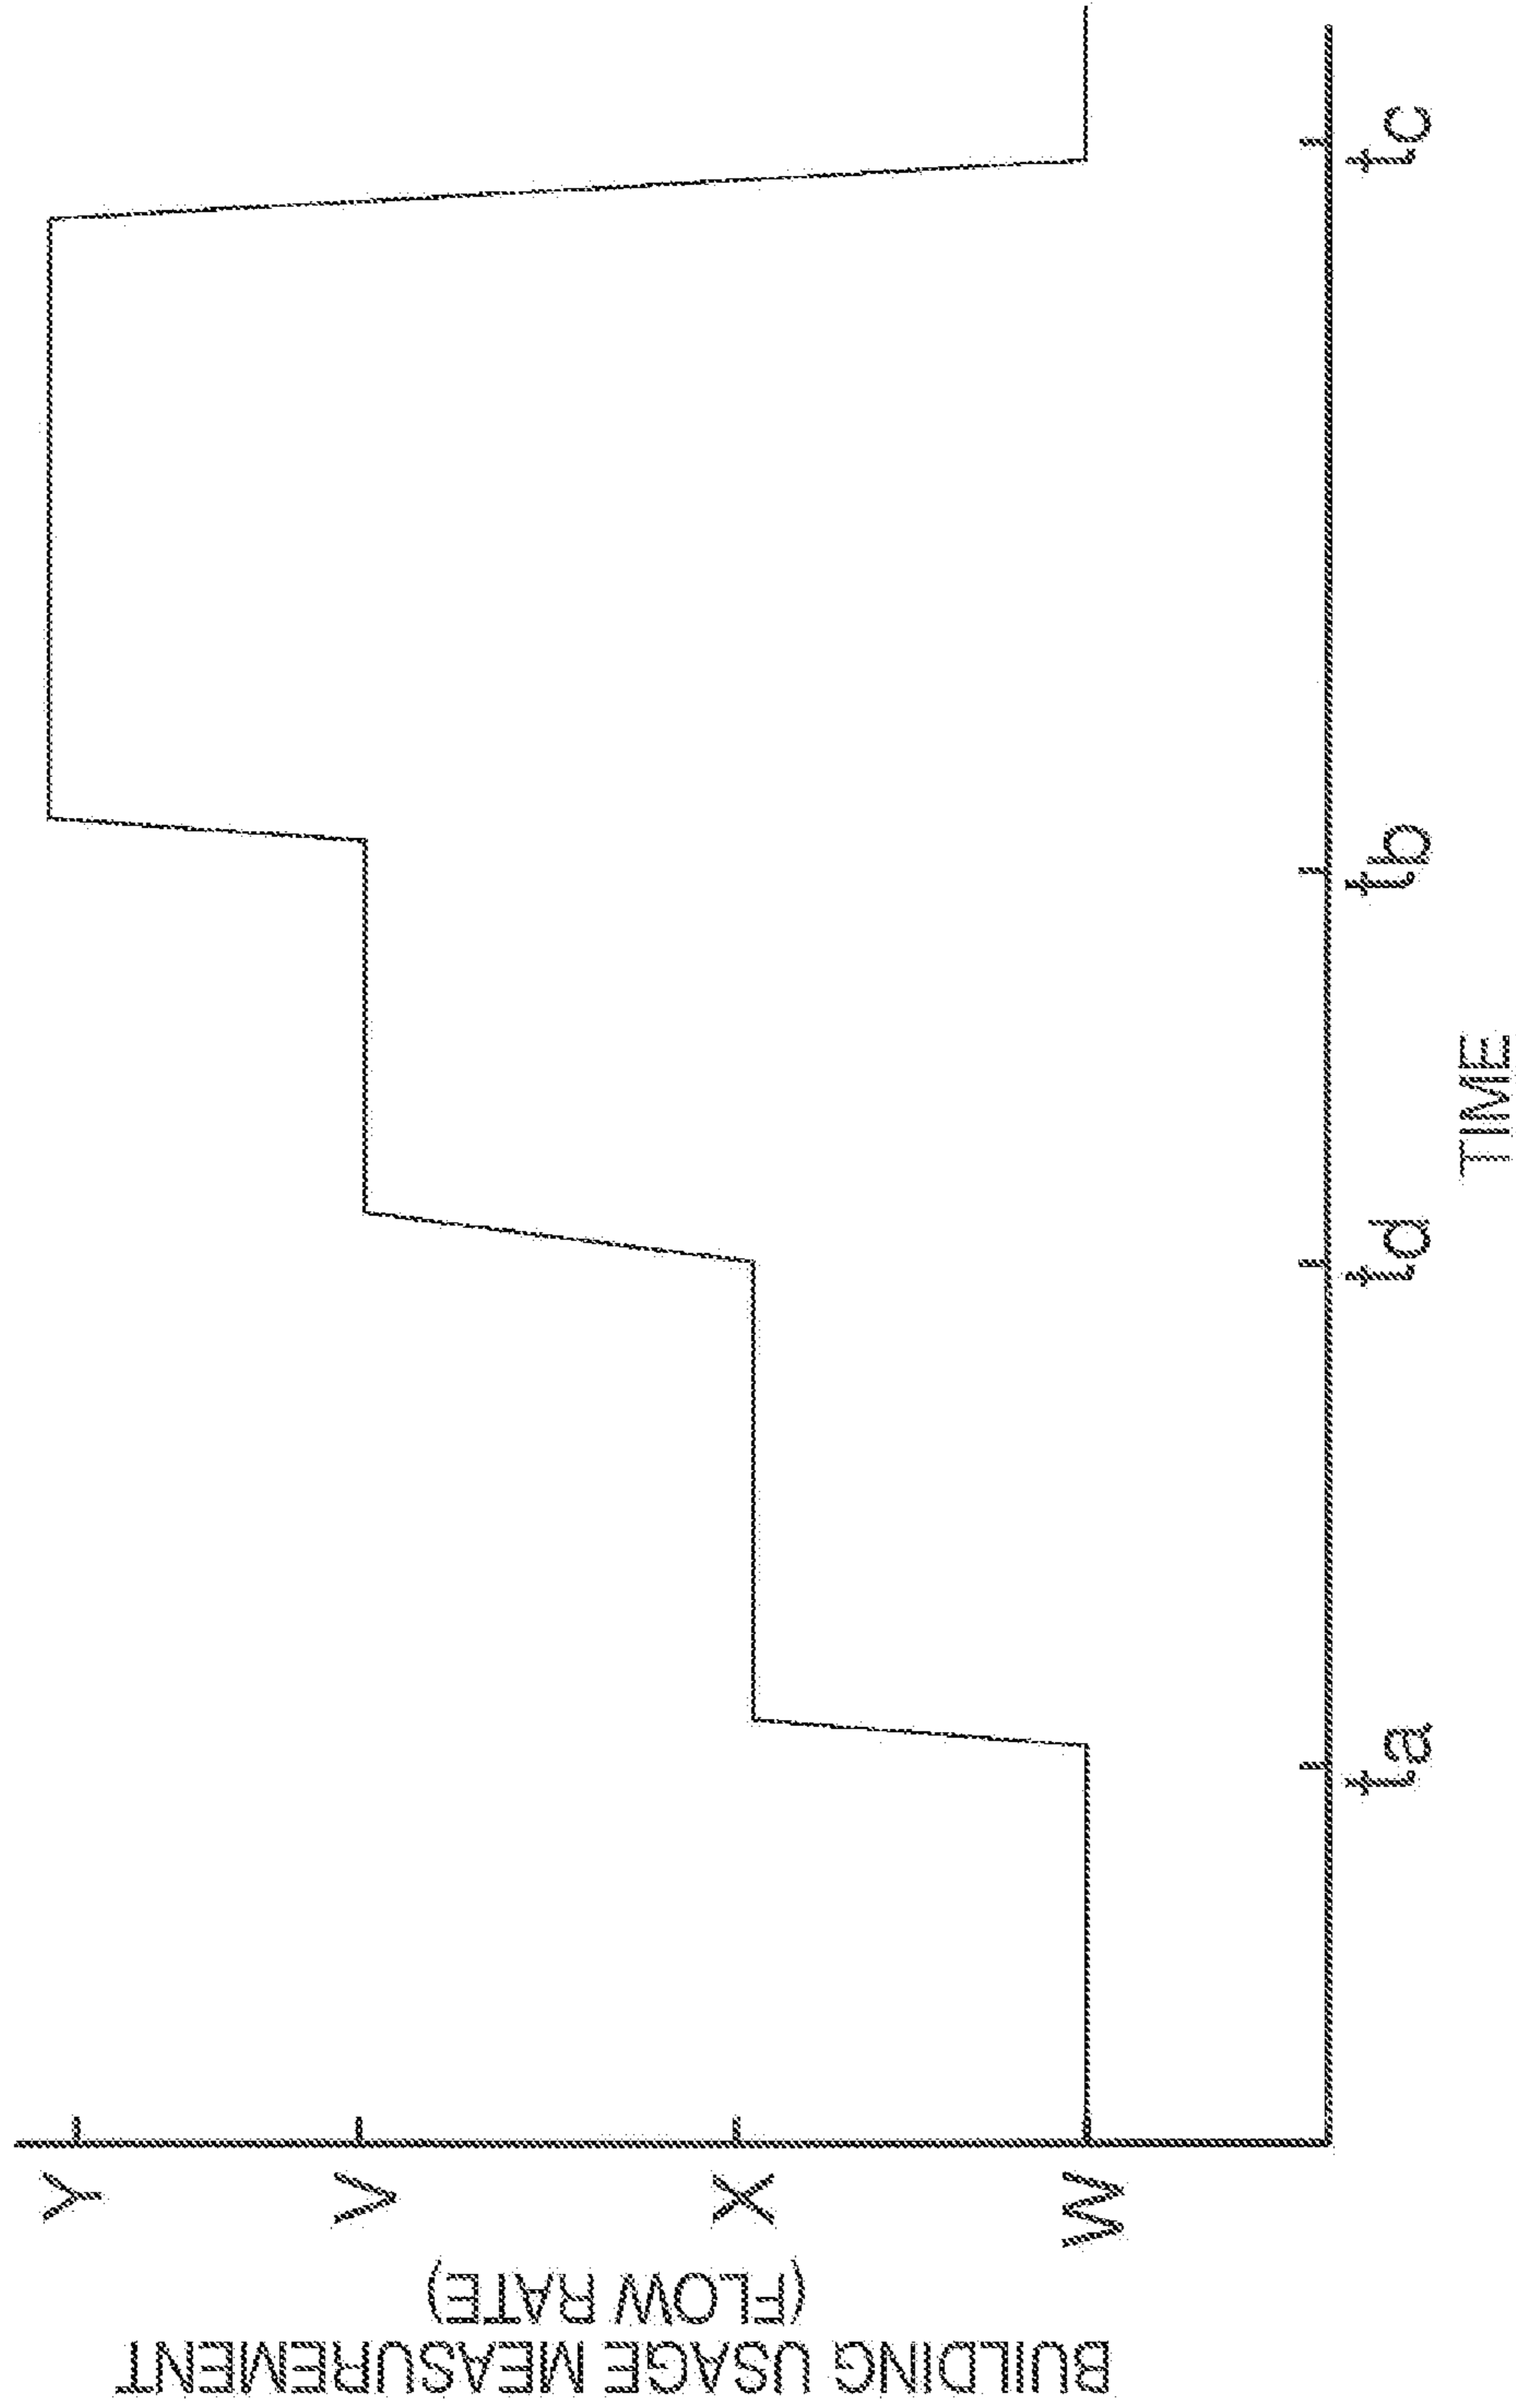 BUILDING USAGE MEASUREMENT
(FLOW RATE)
Y
V
X
W
ta
td
tb
tc
TIME